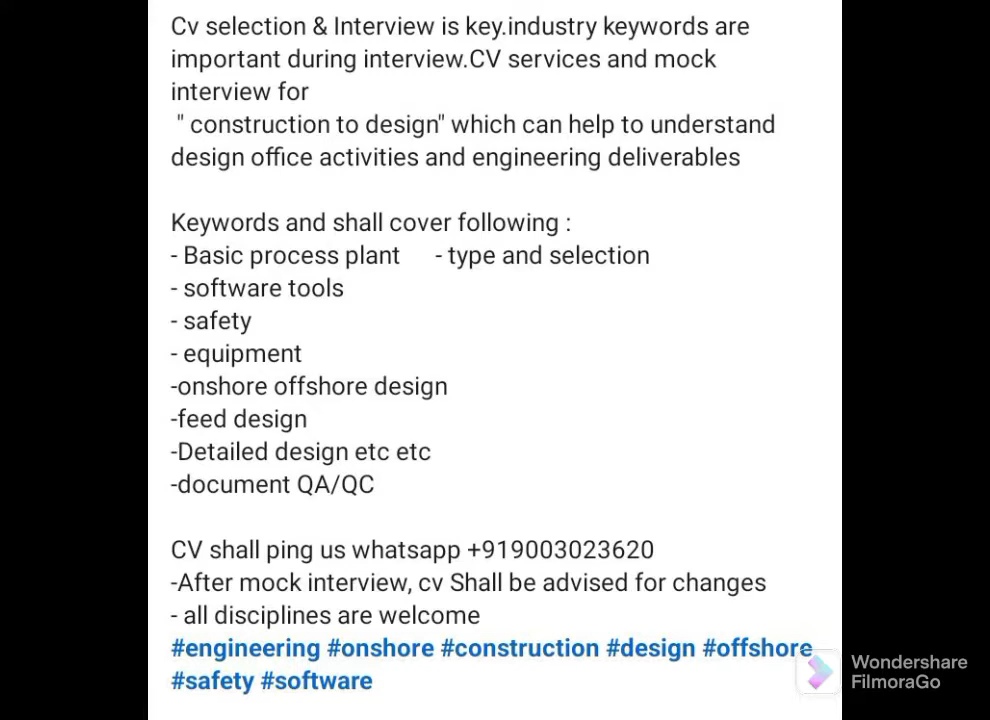 Cv selection & Interview is key.industry keywords are
important during interview.CV services and mock
interview for
" construction to design" which can help to understand
design office activities and engineering deliverables
Keywords and shall cover following :
- Basic process plant - type and selection
- software tools
- safety
- equipment
-onshore offshore design
-feed design
-Detailed design etc etc
-document QA/QC
CV shall ping us whatsapp +919003023620
-After mock interview, cv Shall be advised for changes
- all disciplines are welcome
#engineering #onshore #construction #design #offshore
#safety #software
Wondershare
FilmoraGo